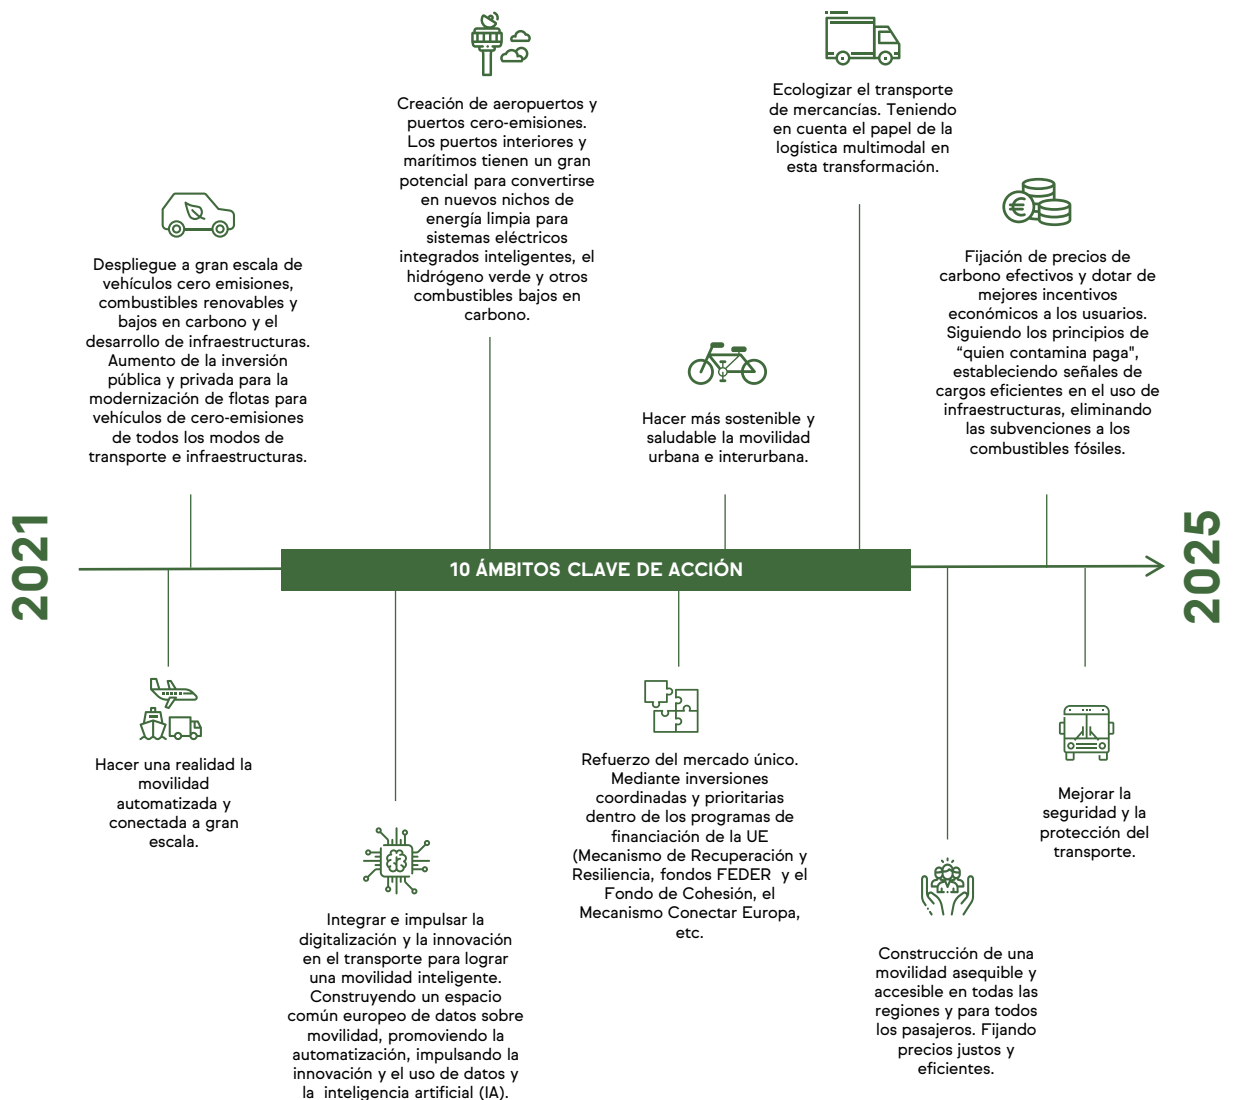 Creación de aeropuertos y
puertos cero-emisiones.
Los puertos interiores y
marítimos tienen un gran
potencial para convertirse
en nuevos nichos de
energía limpia para
sistemas eléctricos
integrados inteligentes, el
hidrógeno verde y otros
combustibles bajos en
carbono.
Ecologizar el transporte
de mercancías. Teniendo
en cuenta el papel de la
logística multimodal en
esta transformación.
Despliegue a gran escala de
vehículos cero emisiones,
combustibles renovables y
bajos en carbono y el
desarrollo de infraestructuras.
Aumento de la inversión
pública y privada para la
modernización de flotas para
vehículos de cero-emisiones
de todos los modos de
transporte e infraestructuras.
Hacer más sostenible y
saludable la movilidad
urbana e interurbana.
Fijación de precios de
carbono efectivos y dotar de
mejores incentivos
económicos a los usuarios.
Siguiendo los principios de
“quien contamina paga",
estableciendo señales de
cargos eficientes en el uso de
infraestructuras, eliminando
las subvenciones a los
combustibles fósiles.
2021
10 ÁMBITOS CLAVE DE ACCIÓN
2025
Hacer una realidad la
movilidad
automatizada y
conectada a gran
escala.
Integrar e impulsar la
digitalización y la innovación
en el transporte para lograr
una movilidad inteligente.
Construyendo un espacio
común europeo de datos sobre
movilidad, promoviendo la
automatización, impulsando la
innovación y el uso de datos y
la inteligencia artificial (IA).
Refuerzo del mercado único.
Mediante inversiones
coordinadas y prioritarias
dentro de los programas de
financiación de la UE
(Mecanismo de Recuperación y
Resiliencia, fondos FEDER y el
Fondo de Cohesión, el
Mecanismo Conectar Europa,
etc.
Construcción de una
movilidad asequible y
accesible en todas las
regiones y para todos
los pasajeros. Fijando
precios justos y
eficientes.
Mejorar la
seguridad y la
protección del
transporte.